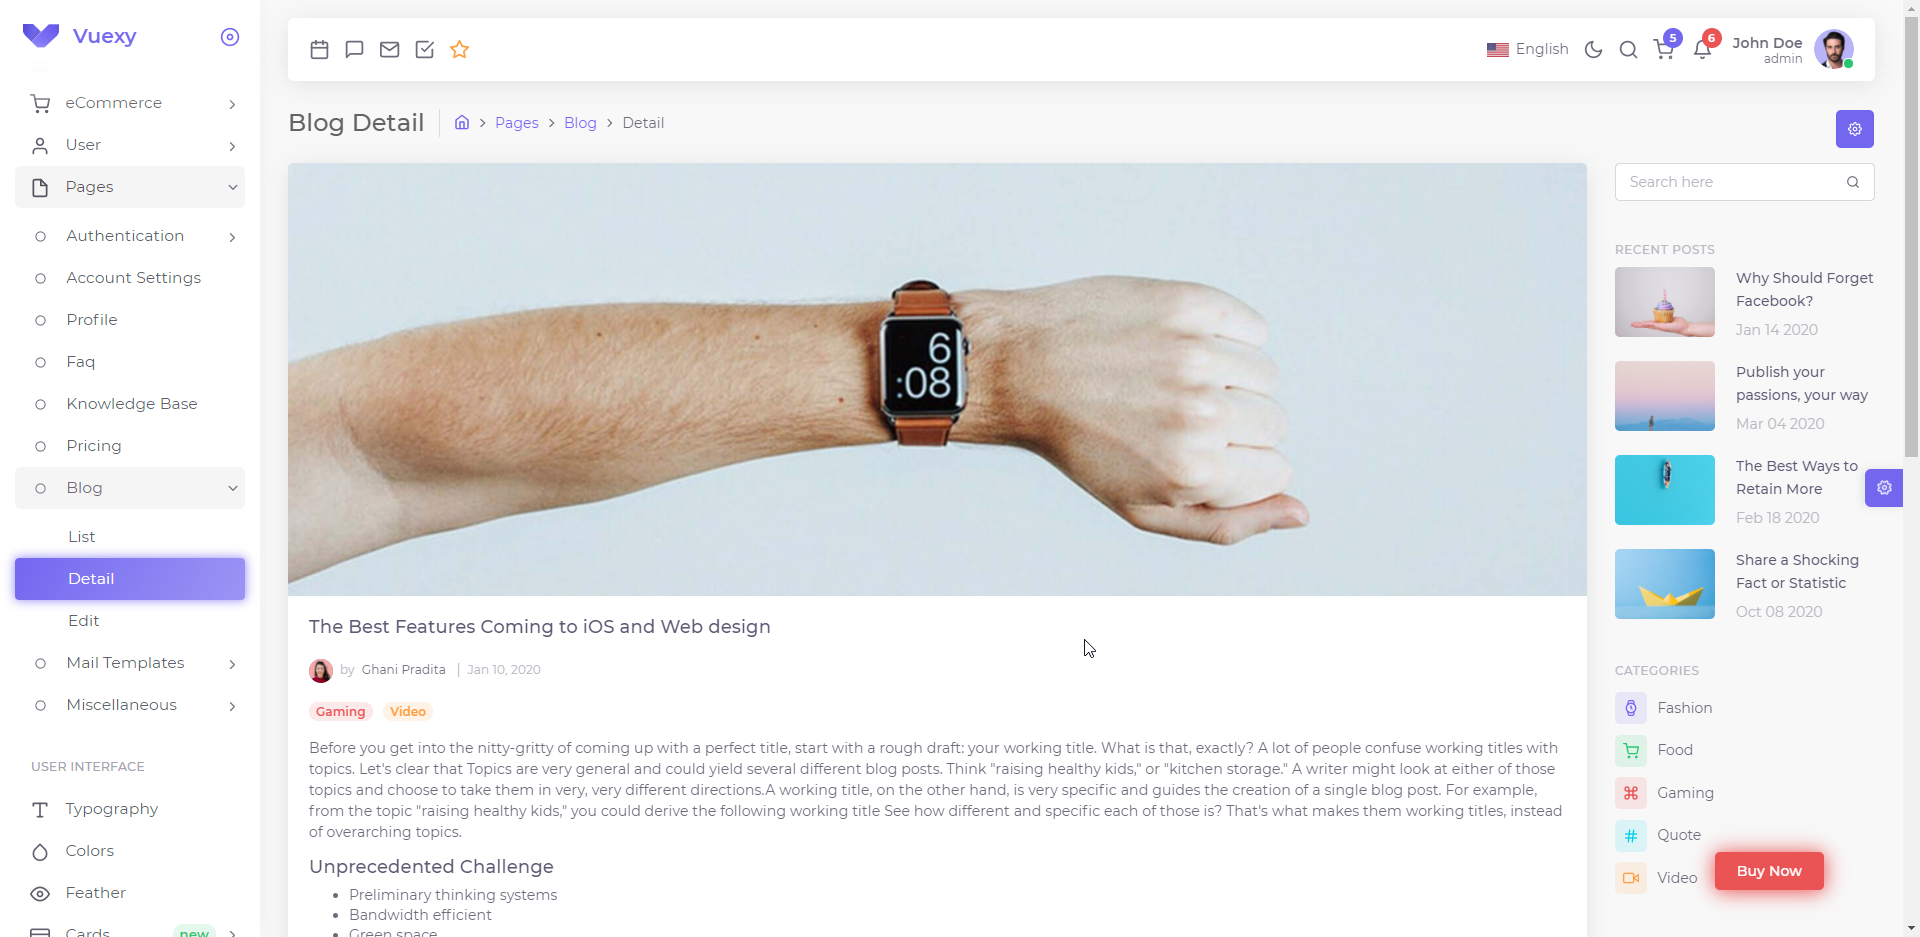 Vuexy
eCommerce
User
Pages
Authentication
Account Settings
Profile
Faq
Knowledge Base
Pricing
Blog
List
Detail
Edit
Mail Templates
Miscellaneous
USER INTERFACE
Typography
Colors
Feather
Cards new
English
5
6
John Doe
admin
Blog Detail
Pages
Blog
Detail
6
:08
The Best Features Coming to iOS and Web design
by Ghani Pradita | Jan 10, 2020
Gaming Video
Before you get into the nitty-gritty of coming up with a perfect title, start with a rough draft: your working title. What is that, exactly? A lot of people confuse working titles with
topics. Let's clear that Topics are very general and could yield several different blog posts. Think "raising healthy kids," or "kitchen storage." A writer might look at either of those
topics and choose to take them in very, very different directions.A working title, on the other hand, is very specific and guides the creation of a single blog post. For example,
from the topic "raising healthy kids," you could derive the following working title See how different and specific each of those is? That's what makes them working titles, instead
of overarching topics.
Unprecedented Challenge
Preliminary thinking systems
Bandwidth efficient
Green space
Search here
RECENT POSTS
Why Should Forget
Facebook?
Jan 14 2020
Publish your
passions, your way
Mar 04 2020
The Best Ways to
Retain More
Feb 18 2020
Share a Shocking
Fact or Statistic
Oct 08 2020
CATEGORIES
Fashion
Food
Gaming
Quote
Video
Buy Now